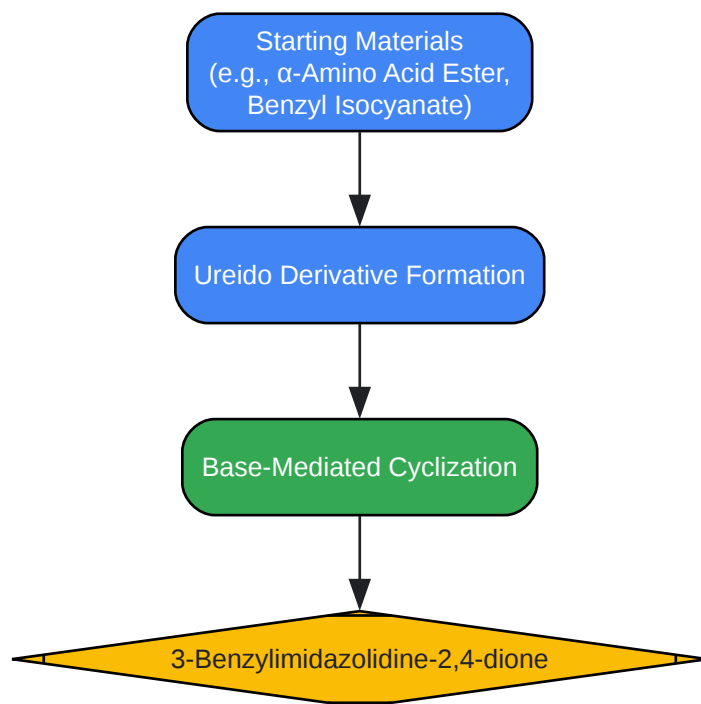 Starting Materials
(e.g., α-Amino Acid Ester,
Benzyl Isocyanate)
Ureido Derivative Formation
Base-Mediated Cyclization
3-Benzylimidazolidine-2,4-dione